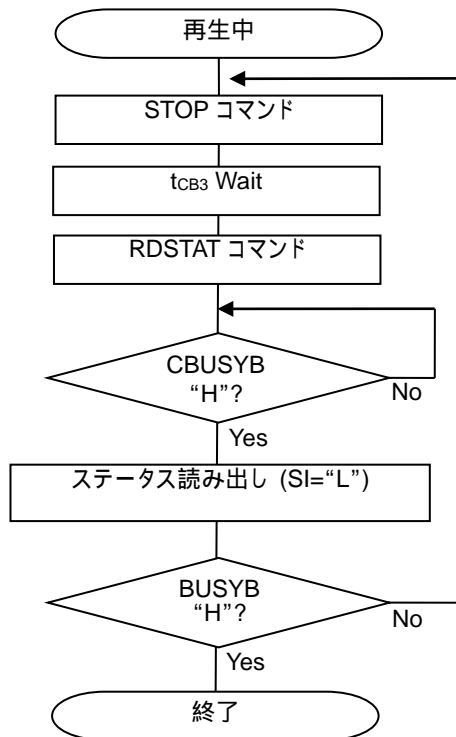 再生中
STOP コマンド
tCB3 Wait
RDSTAT コマンド
CBUSYB
“H”?
No
Yes
ステータス読み出し (SI=“L”)
BUSYB
“H”?
No
Yes
終了